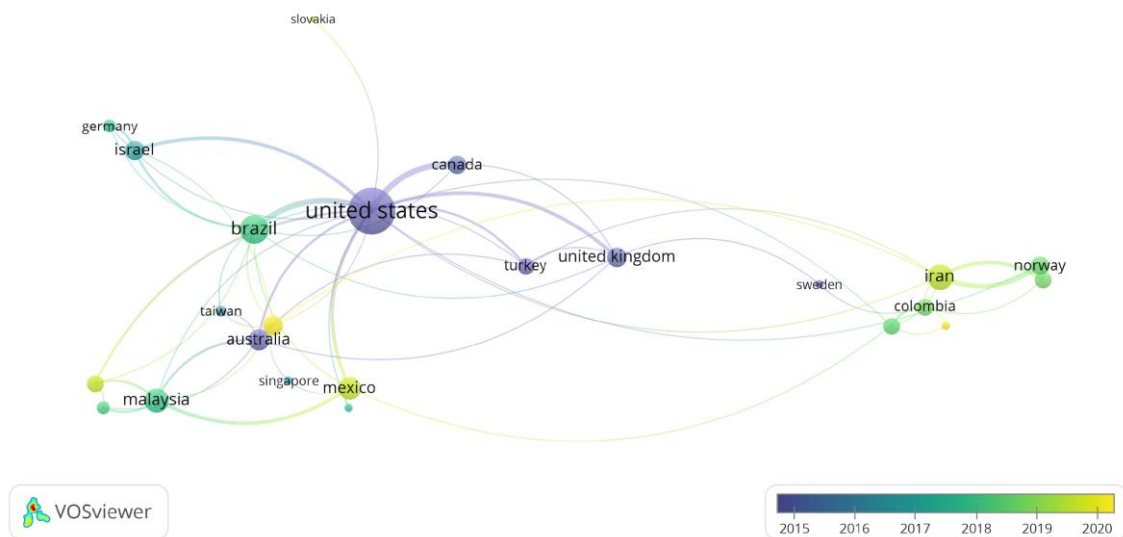 slovakia
germany
israel
canada
united states
brazil
turkey
united kingdom
norway
iran
sweden
colombia
taiwan
australia
singapore
mexico
malaysia
VOSviewer
2015 2016 2017 2018 2019 2020